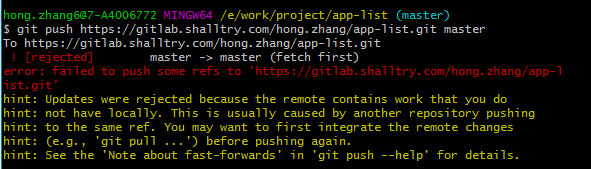 hong.zhang6@7-A4006772 MINGW64 /e/work/project/app-list (master)
$ git push https://gitlab.shalltry.com/hong.zhang/app-list.git master
To https://gitlab.shalltry.com/hong.zhang/app-list.git
 ! [rejected]        master -> master (fetch first)
error: failed to push some refs to 'https://gitlab.shalltry.com/hong.zhang/app-l
ist.git'
hint: Updates were rejected because the remote contains work that you do
hint: not have locally. This is usually caused by another repository pushing
hint: to the same ref. You may want to first integrate the remote changes
hint: (e.g., 'git pull ...') before pushing again.
hint: See the 'Note about fast-forwards' in 'git push --help' for details.